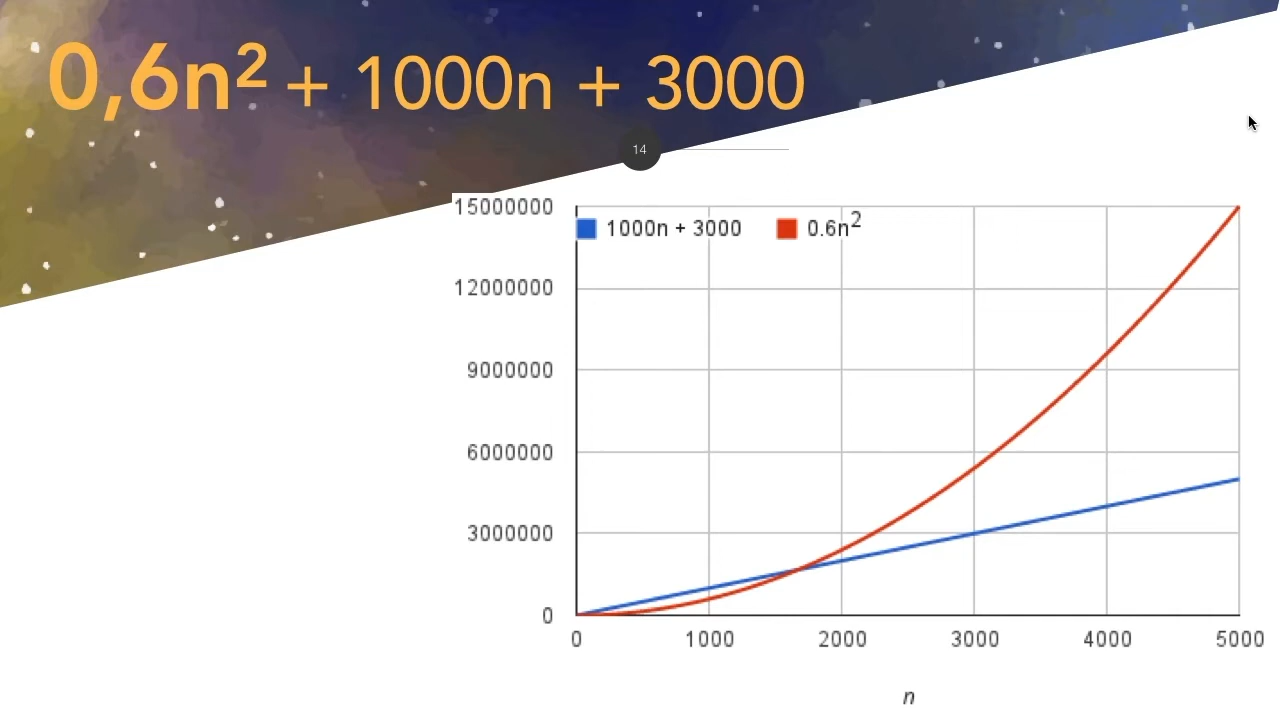 0,6n² + 1000n + 3000
14
15000000
1000n + 3000 0.6n²
12000000
9000000
6000000
3000000
0
0 1000 2000 3000 4000 5000
n